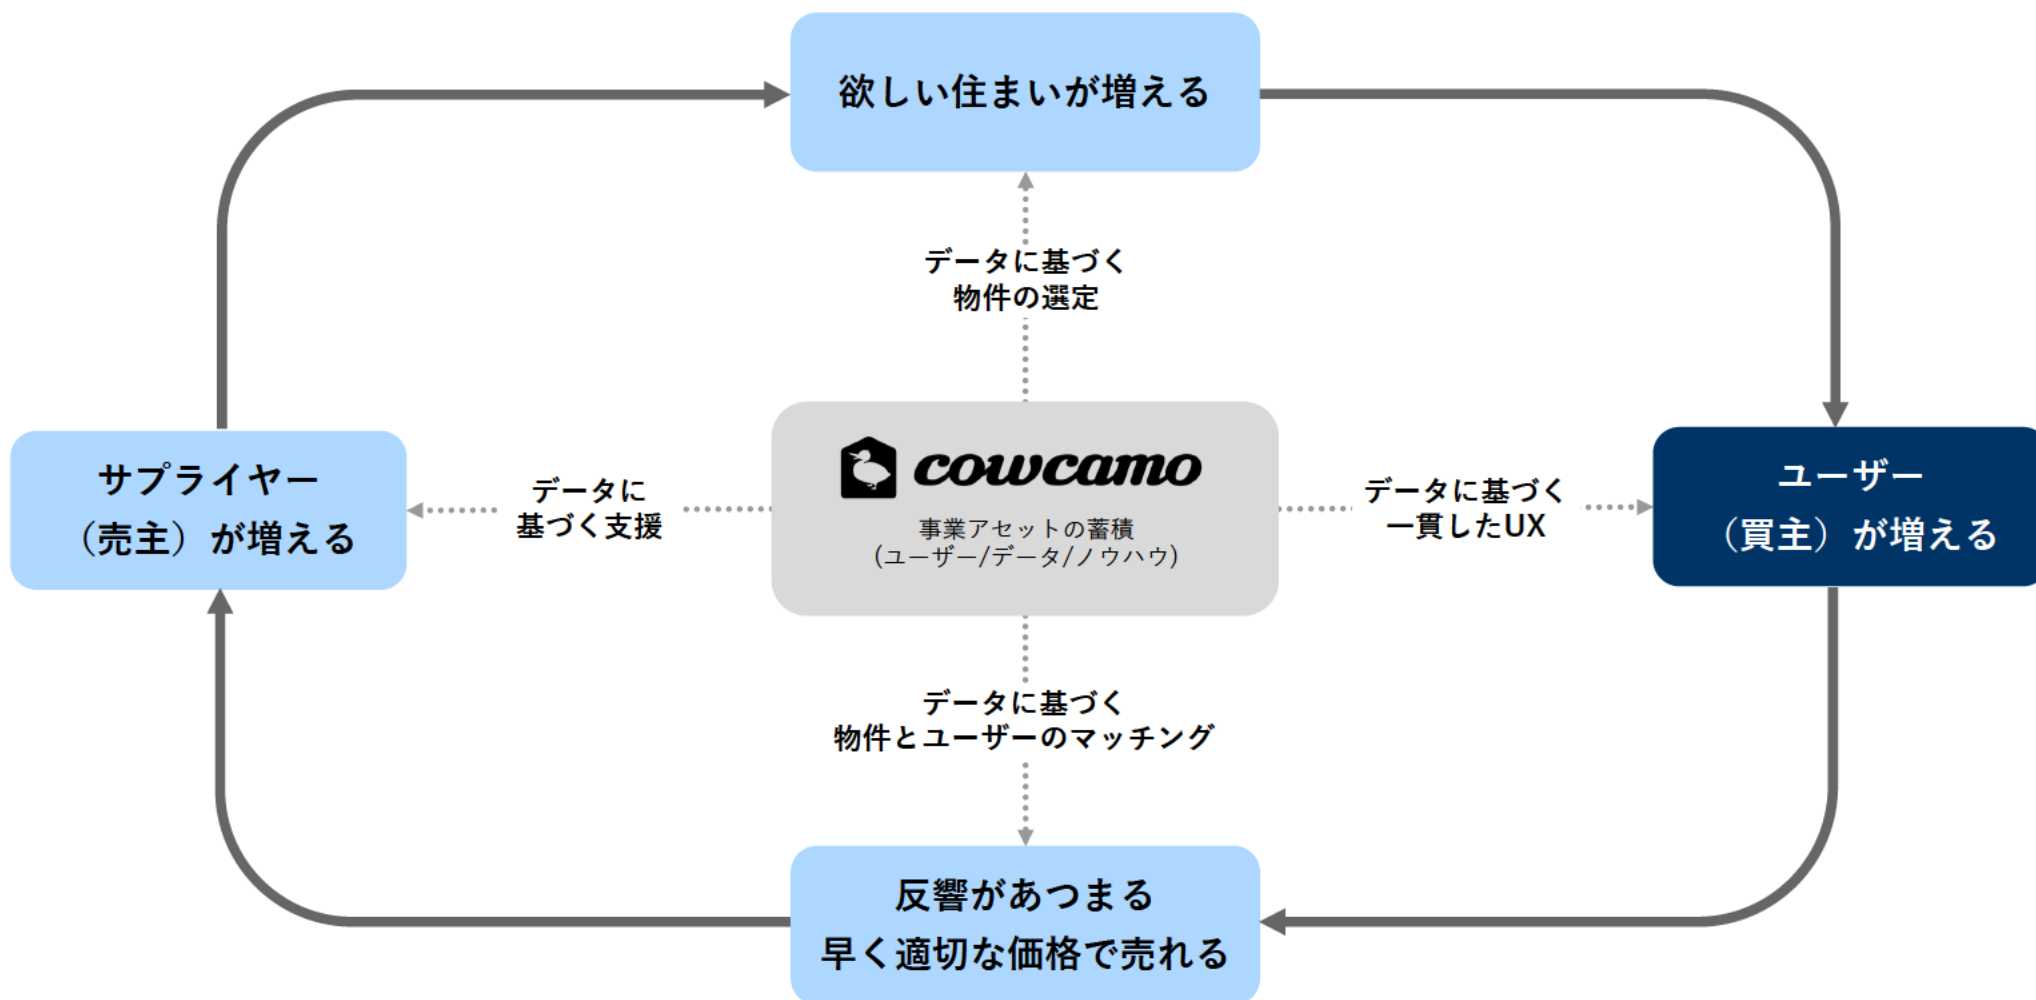 欲しい住まいが増える
データに基づく
物件の選定
サプライヤー
（売主）が増える
データに
基づく支援
cowcamo
事業アセットの蓄積
(ユーザー/データ/ノウハウ)
データに基づく
一貫したUX
ユーザー
（買主）が増える
データに基づく
物件とユーザーのマッチング
反響があつまる
早く適切な価格で売れる